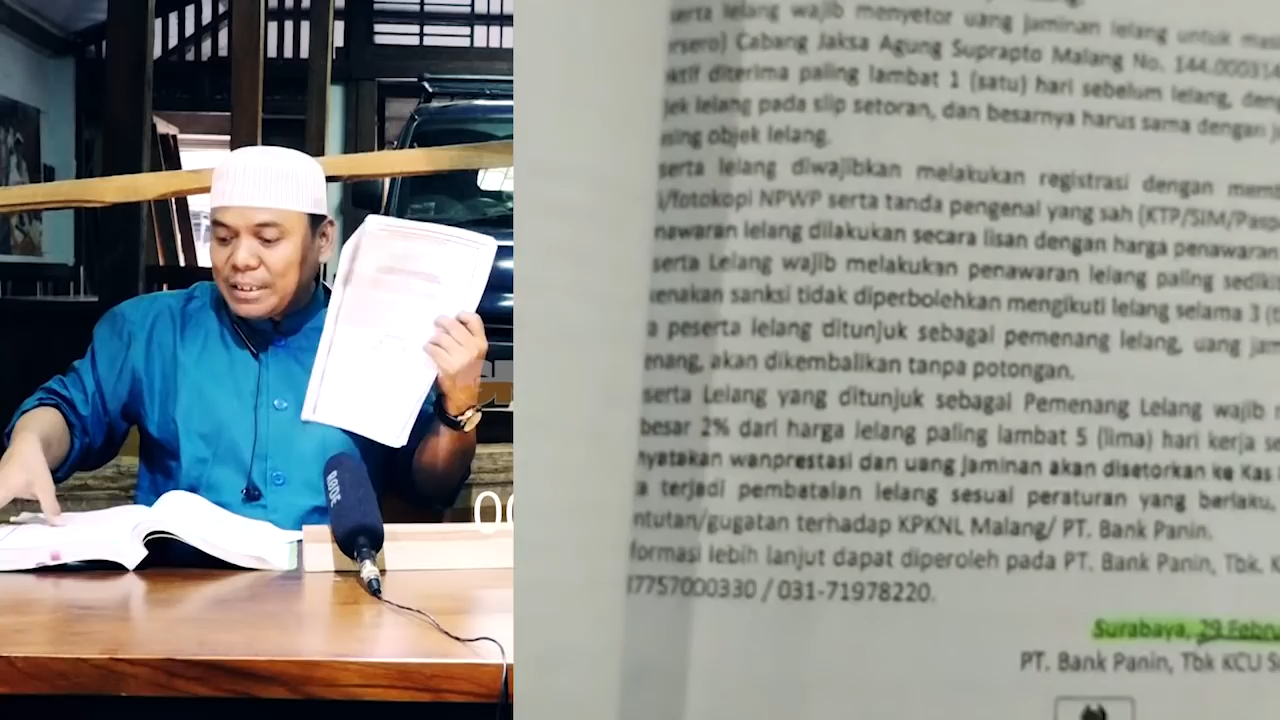 serta lelang wajib menyetor uang jaminan lelang untuk
rsero) Cabang Jaksa Agung Suprapto Malang No. 144.000314
ktif diterima paling lambat 1 (satu) hari sebelum lelang, deng
jek lelang pada slip setoran, dan besarnya harus sama dengan j
sing objek lelang.
serta lelang diwajibkan melakukan registrasi dengan mem
i/fotokopi NPWP serta tanda pengenal yang sah (KTP/SIM/Pasp
nawaran lelang dilakukan secara lisan dengan harga penawaran
serta Lelang wajib melakukan penawaran lelang paling sediki
kenakan sanksi tidak diperbolehkan mengikuti lelang selama 3 (t
a peserta lelang ditunjuk sebagai pemenang lelang, uang jam
enang, akan dikembalikan tanpa potongan.
serta Lelang yang ditunjuk sebagai Pemenang Lelang wajib
besar 2% dari harga lelang paling lambat 5 (lima) hari kerja se
nyatakan wanprestasi dan uang jaminan akan disetorkan ke Kas
a terjadi pembatalan lelang sesuai peraturan yang berlaku,
ntutan/gugatan terhadap KPKNL Malang/ PT. Bank Panin.
formasi lebih lanjut dapat diperoleh pada PT. Bank Panin, Tbk. K
7757000330 / 031-71978220.
Surabaya, 29 Febru
PT. Bank Panin, Tbk KCU S
RODE